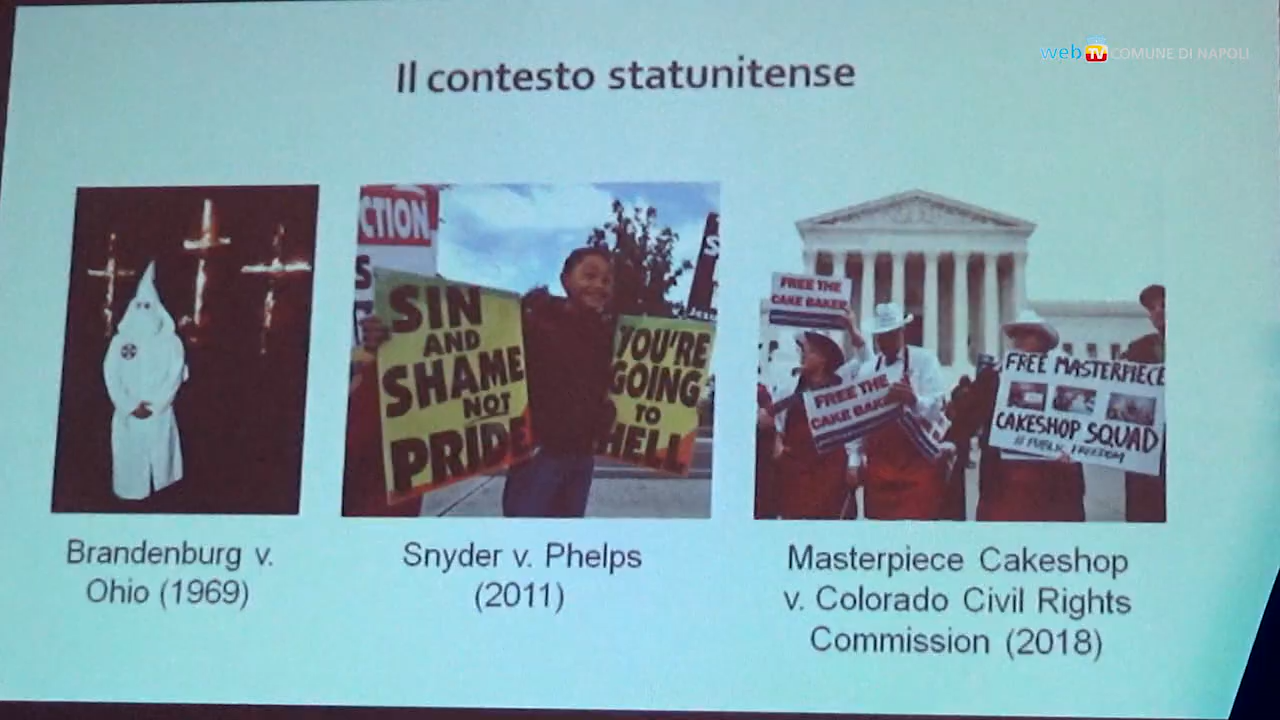 web TV COMUNE DI NAPOLI
Il contesto statunitense
CTION
SIN
AND
SHAME
NOT
PRIDE
YOU'RE
GOING
TO
HELL
FREE THE
CAKE BAKER
FREE THE
CAKE BAKER
FREE MASTERPIECE
CAKESHOP SQUAD
# PUBLIC FREEDOM
Brandenburg v.
Ohio (1969)
Snyder v. Phelps
(2011)
Masterpiece Cakeshop
v. Colorado Civil Rights
Commission (2018)